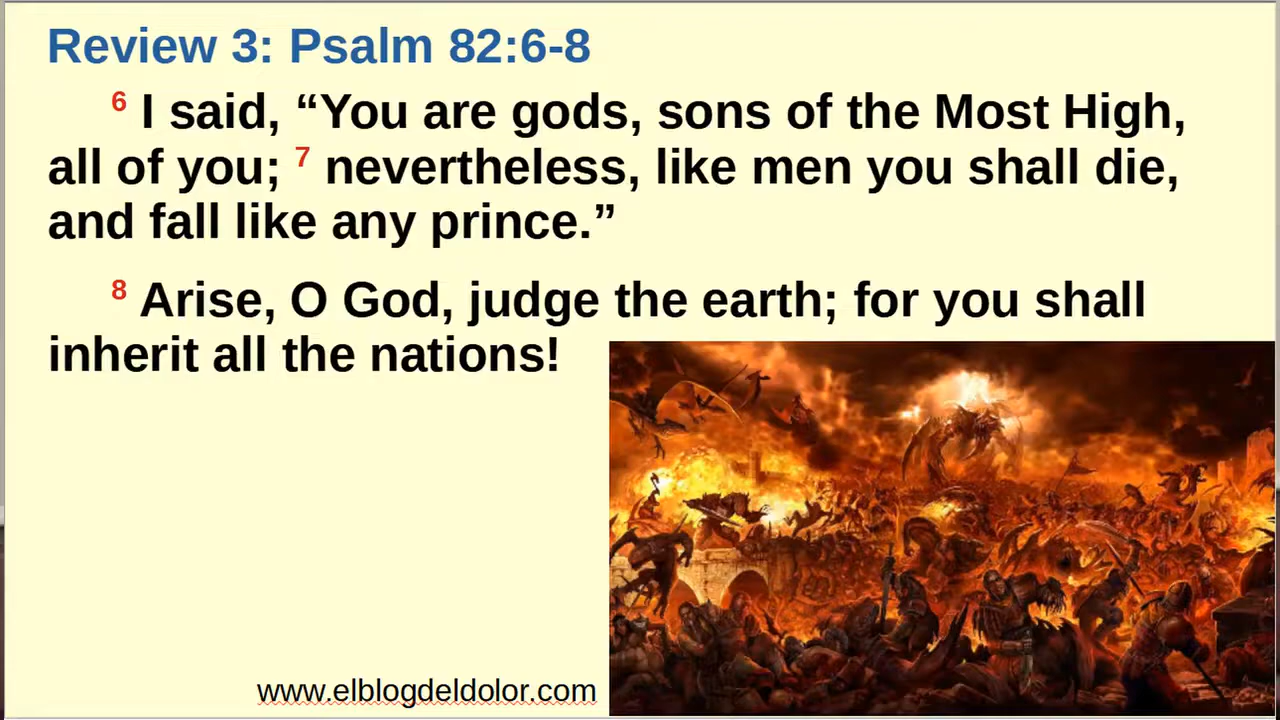 Review 3: Psalm 82:6-8
6 I said, “You are gods, sons of the Most High,
all of you; 7 nevertheless, like men you shall die,
and fall like any prince.”
8 Arise, O God, judge the earth; for you shall
inherit all the nations!
www.elblogdeldolor.com